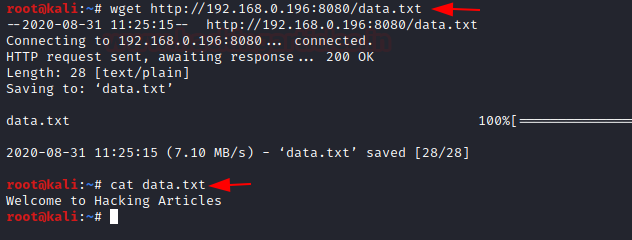 root@kali:~# wget http://192.168.0.196:8080/data.txt
--2020-08-31 11:25:15--  http://192.168.0.196:8080/data.txt
Connecting to 192.168.0.196:8080... connected.
HTTP request sent, awaiting response... 200 OK
Length: 28 [text/plain]
Saving to: ‘data.txt’
data.txt 100%[==================
2020-08-31 11:25:15 (7.10 MB/s) - ‘data.txt’ saved [28/28]
root@kali:~# cat data.txt
Welcome to Hacking Articles
root@kali:~#